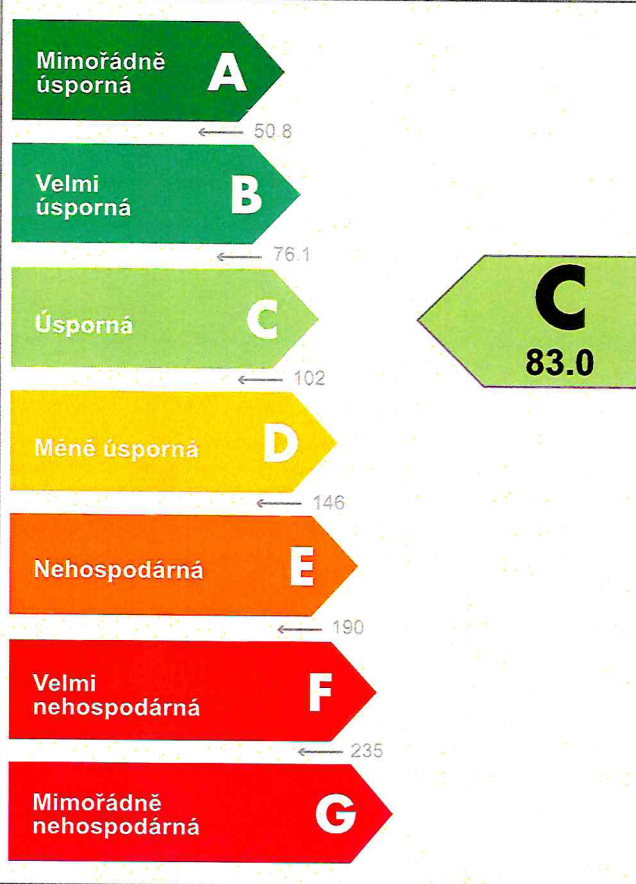 Mimořádně
úsporná
A
← 50.8
Velmi
úsporná
B
← 76.1
Úsporná
C
C
83.0
← 102
Méně úsporná
D
← 146
Nehospodárná
E
← 190
Velmi
nehospodárná
F
← 235
Mimořádně
nehospodárná
G